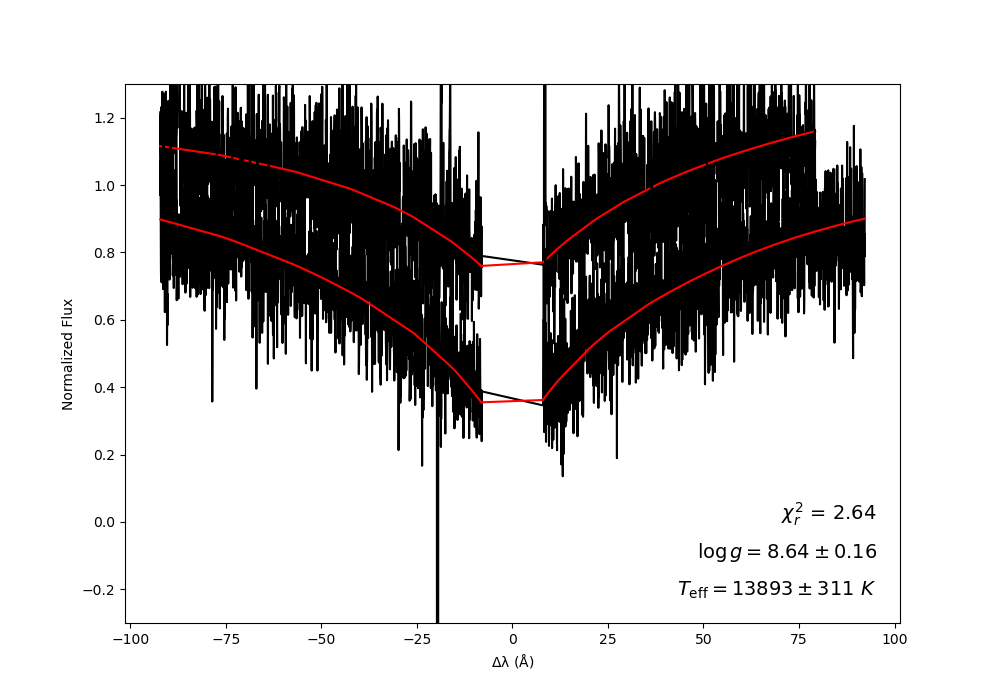 1.2
1.0
0.8
0.6
0.4
0.2
0.0
−0.2
Normalized Flux
χ²ᵣ = 2.64
log g = 8.64 ± 0.16
T_eff = 13893 ± 311 K
−100 −75 −50 −25 0 25 50 75 100
Δλ (Å)